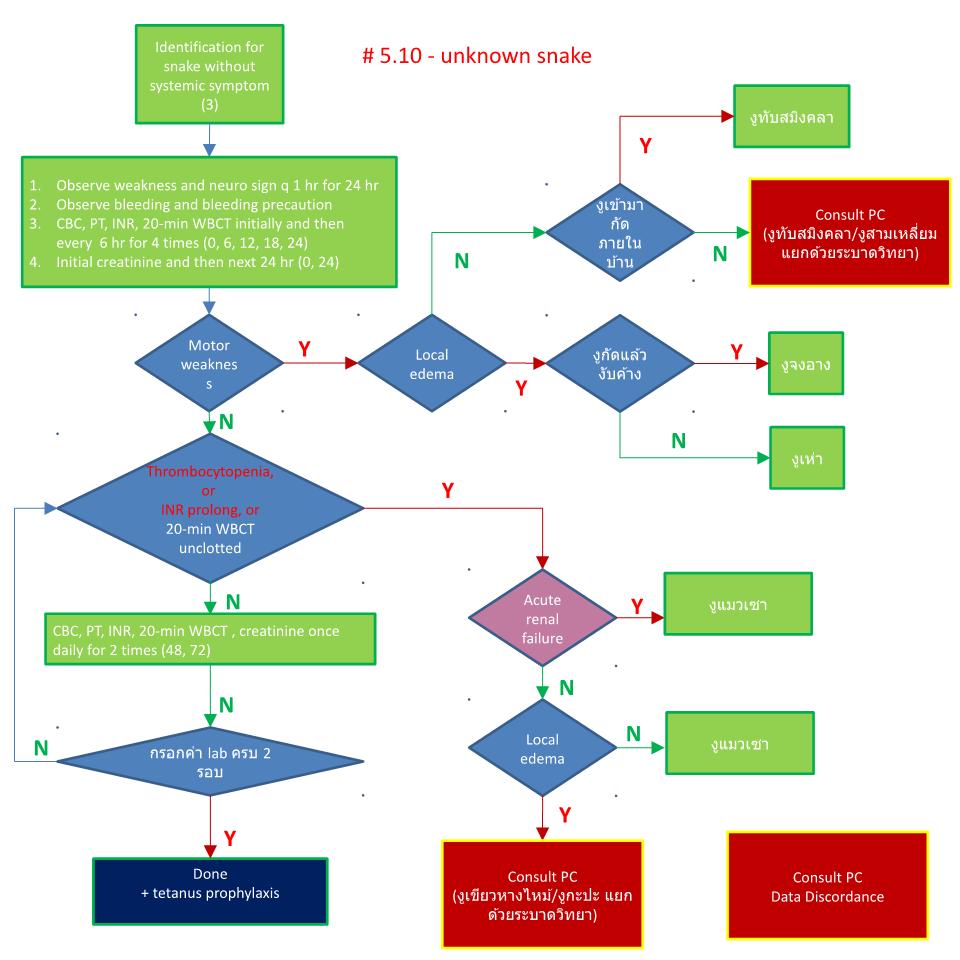 # 5.10 - unknown snake
Identification for
snake without
systemic symptom
(3)
1. Observe weakness and neuro sign q 1 hr for 24 hr
2. Observe bleeding and bleeding precaution
3. CBC, PT, INR, 20-min WBCT initially and then
every 6 hr for 4 times (0, 6, 12, 18, 24)
4. Initial creatinine and then next 24 hr (0, 24)
งูทับสมิงคลา
Y
งูเข้ามา
กัด
ภายใน
บ้าน
N
N
Consult PC
(งูทับสมิงคลา/งูสามเหลี่ยม
แยกด้วยระบาดวิทยา)
Motor
weaknes
s
Y
Local
edema
Y
งูกัดแล้ว
งับค้าง
Y
งูจงอาง
N
N
งูเห่า
Thrombocytopenia,
or
INR prolong, or
20-min WBCT
unclotted
Y
N
Acute
renal
failure
Y
งูแมวเซา
CBC, PT, INR, 20-min WBCT , creatinine once
daily for 2 times (48, 72)
N
N
Local
edema
N
งูแมวเซา
N
กรอกค่า lab ครบ 2
รอบ
Y
Y
Done
+ tetanus prophylaxis
Consult PC
(งูเขียวหางไหม้/งูกะปะ แยก
ด้วยระบาดวิทยา)
Consult PC
Data Discordance